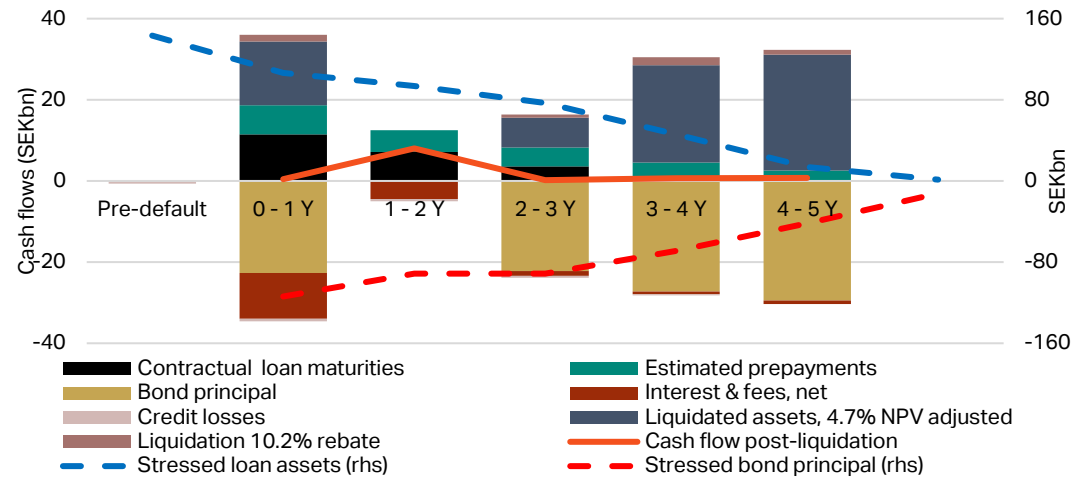 40
160
20
80
0
0
-20
-80
-40
-160
Cash flows (SEKbn)
SEKbn
Pre-default
0 - 1 Y
1 - 2 Y
2 - 3 Y
3 - 4 Y
4 - 5 Y
Contractual loan maturities
Estimated prepayments
Bond principal
Interest & fees, net
Credit losses
Liquidated assets, 4.7% NPV adjusted
Liquidation 10.2% rebate
Cash flow post-liquidation
Stressed loan assets (rhs)
Stressed bond principal (rhs)